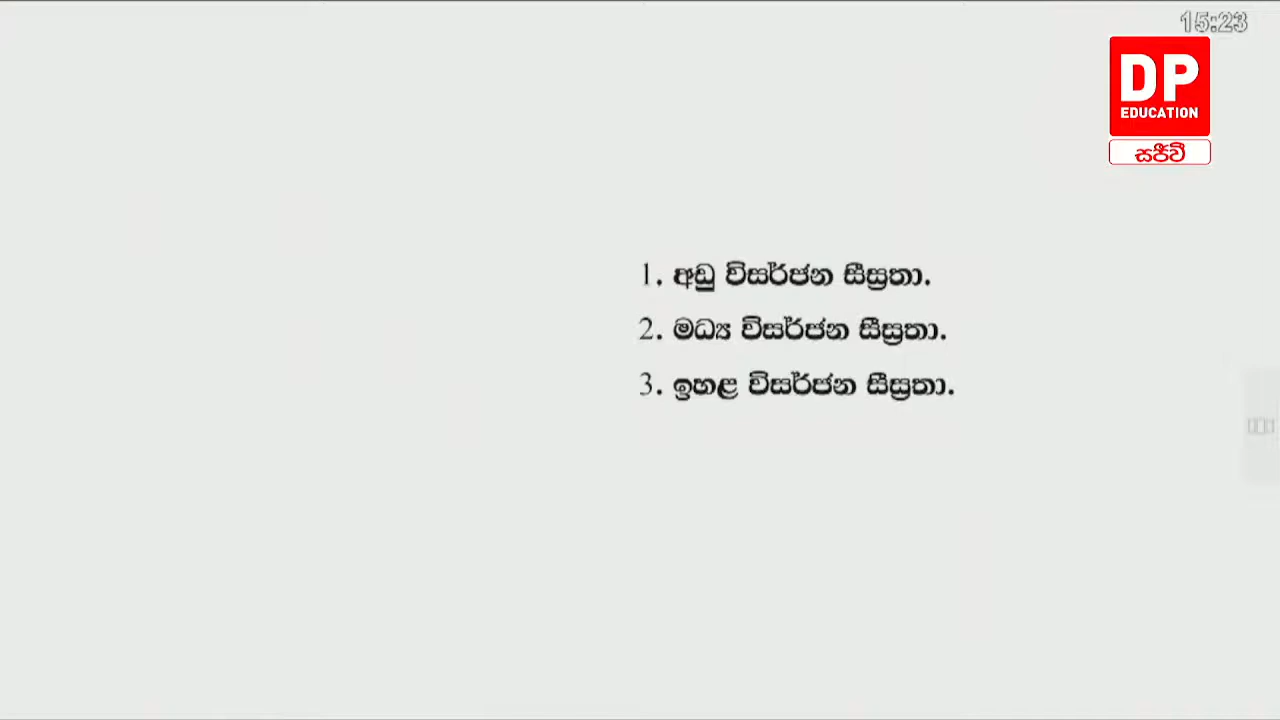 15:23
DP
EDUCATION
සජීවී
1. අඩු විසර්ජන සීඝ්‍රතා.
2. මධ්‍ය විසර්ජන සීඝ්‍රතා.
3. ඉහළ විසර්ජන සීඝ්‍රතා.